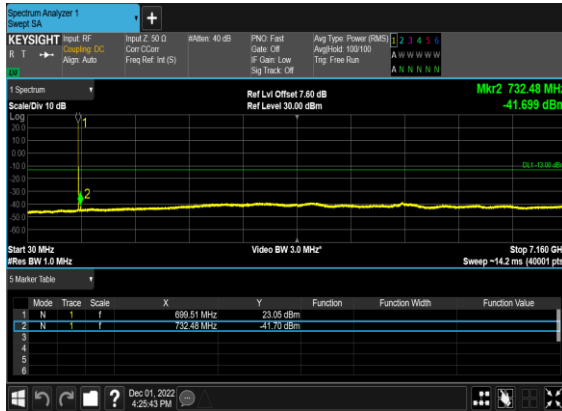 Spectrum Analyzer 1
Swept SA
+
KEYSIGHT
R T
LXI
Input: RF
Coupling: DC
Align: Auto
Input Z: 50 Ω
Corr CCorr
Freq Ref: Int (S)
#Atten: 40 dB
PNO: Fast
Gate: Off
IF Gain: Low
Sig Track: Off
Avg Type: Power (RMS)
Avg|Hold: 100/100
Trig: Free Run
1 2 3 4 5 6
A W W W W W
A N N N N N
1 Spectrum
Scale/Div 10 dB
Ref Lvl Offset 7.60 dB
Ref Level 30.00 dBm
Mkr2 732.48 MHz
-41.699 dBm
Log
20.0
10.0
0.00
-10.0
-20.0
-30.0
-40.0
-50.0
-60.0
1
2
DL1 -13.00 dBm
Start 30 MHz
#Res BW 1.0 MHz
Video BW 3.0 MHz*
Stop 7.160 GHz
Sweep ~14.2 ms (40001 pts)
5 Marker Table
Mode Trace Scale X Y Function Function Width Function Value
1 N 1 f 699.51 MHz 23.05 dBm
2 N 1 f 732.48 MHz -41.70 dBm
3
4
5
6
?
Dec 01, 2022
4:25:43 PM